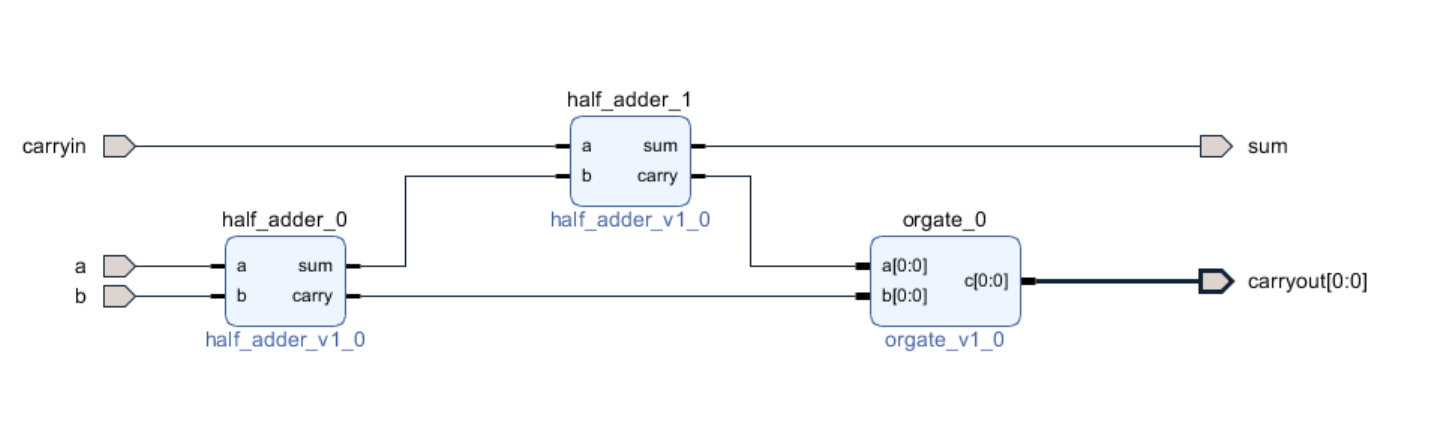 half_adder_1
carryin
a sum
b carry
sum
half_adder_v1_0
half_adder_0
a
b
a sum
b carry
half_adder_v1_0
orgate_0
a[0:0]
b[0:0]
c[0:0]
orgate_v1_0
carryout[0:0]